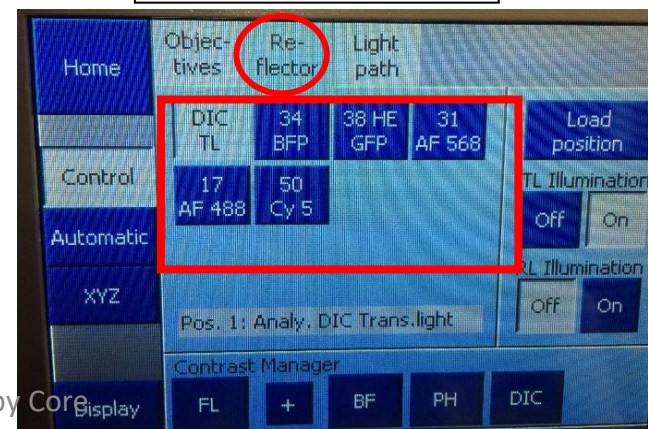 Home
Objec-
tives
Re-
flector
Light
path
DIC
TL
34
BFP
38 HE
GFP
31
AF 568
Load
position
Control
17
AF 488
50
Cy 5
TL Illumination
Off
On
Automatic
RL Illumination
XYZ
Off
On
Pos. 1: Analy. DIC Trans.light
Contrast Manager
Display
FL
+
BF
PH
DIC
py Core